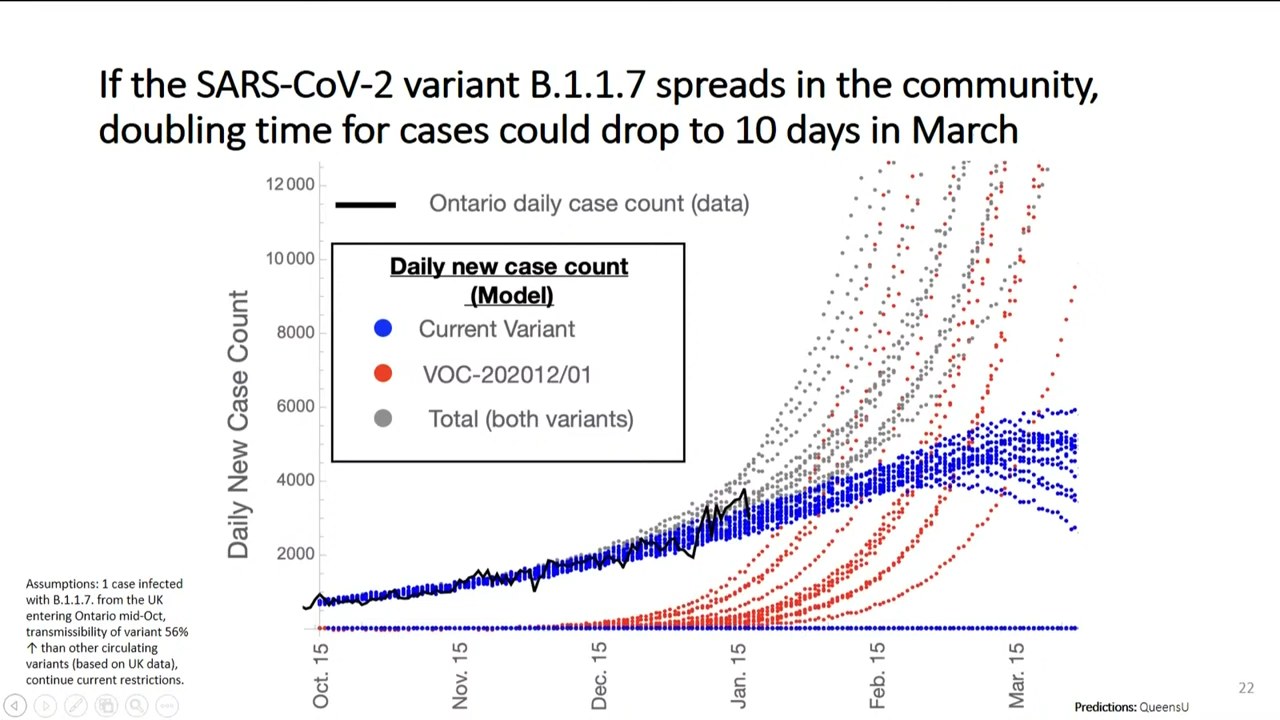 If the SARS-CoV-2 variant B.1.1.7 spreads in the community,
doubling time for cases could drop to 10 days in March
12000
10000
8000
6000
4000
2000
Daily New Case Count
Ontario daily case count (data)
Daily new case count
(Model)
Current Variant
VOC-202012/01
Total (both variants)
Oct. 15
Nov. 15
Dec. 15
Jan. 15
Feb. 15
Mar. 15
Assumptions: 1 case infected
with B.1.1.7. from the UK
entering Ontario mid-Oct,
transmissibility of variant 56%
↑ than other circulating
variants (based on UK data),
continue current restrictions.
22
Predictions: QueensU